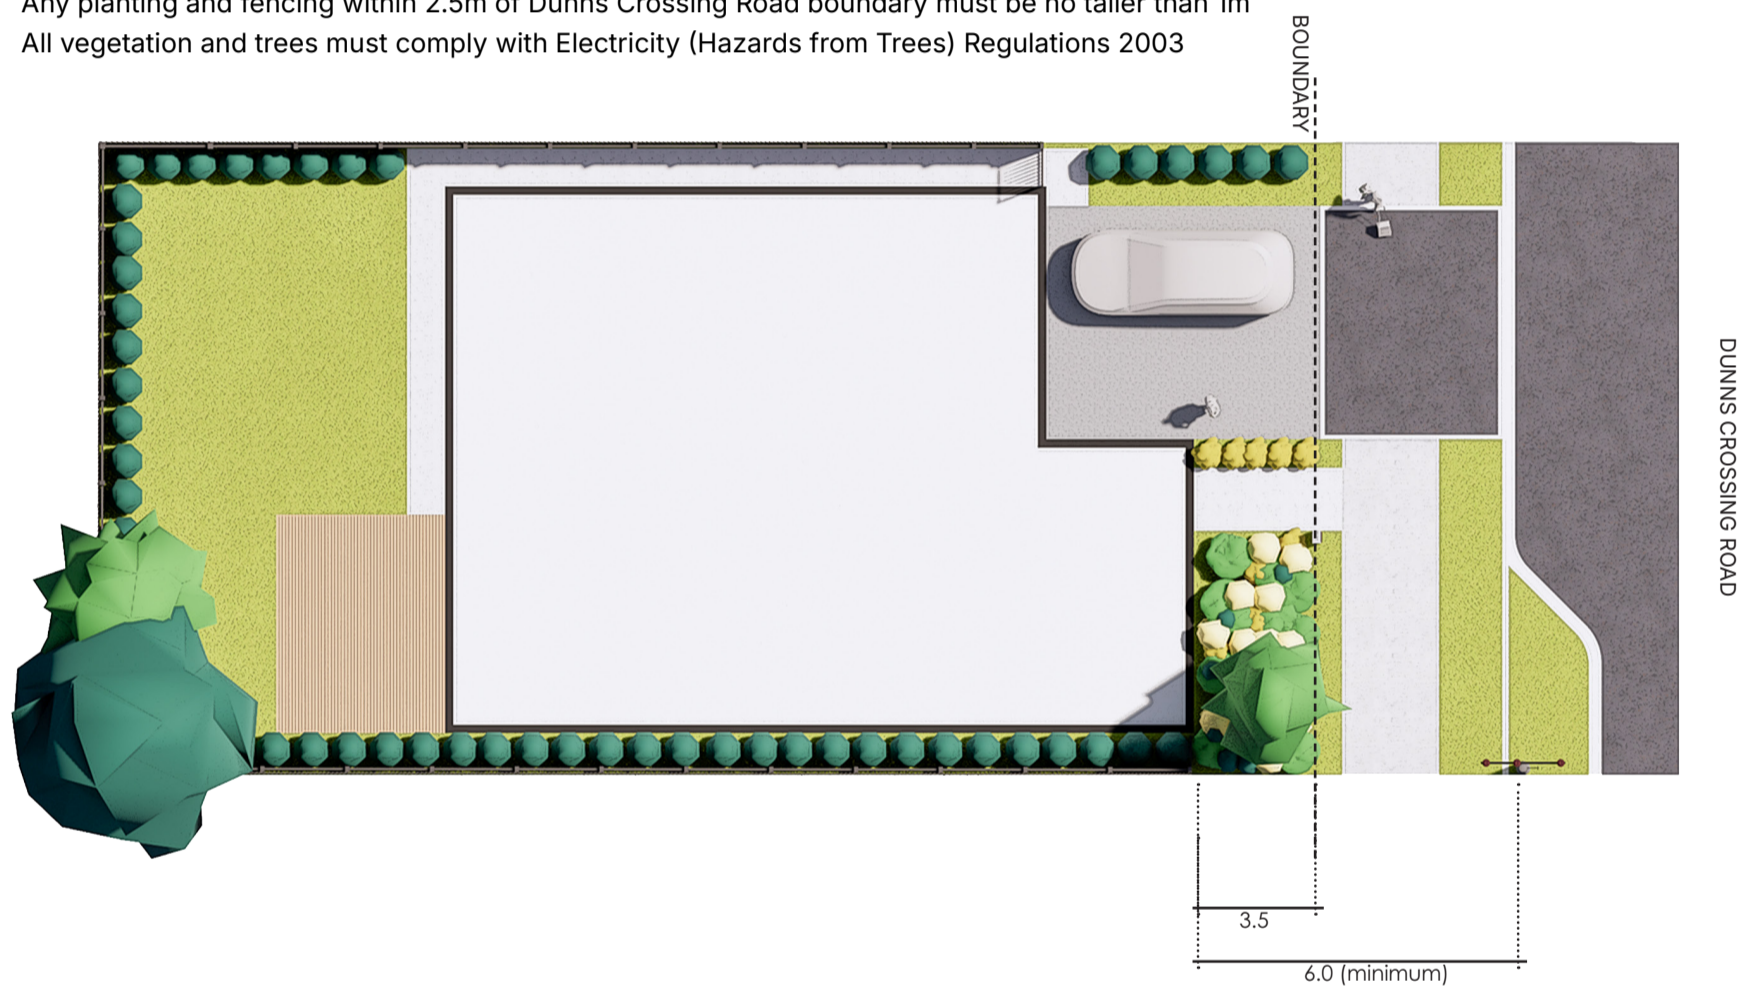 Any planting and fencing within 2.5m of Dunns Crossing Road boundary must be no taller than 1m
All vegetation and trees must comply with Electricity (Hazards from Trees) Regulations 2003
BOUNDARY
DUNNS CROSSING ROAD
3.5
6.0 (minimum)